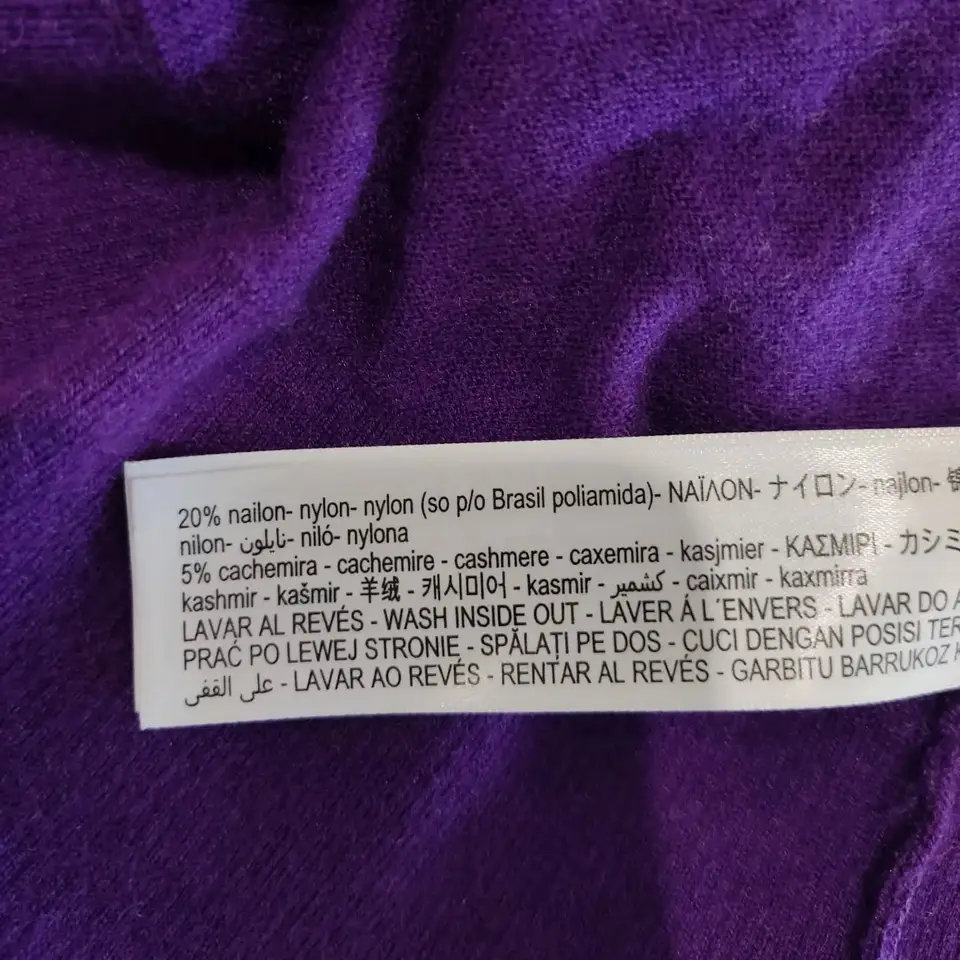 20% nailon- nylon- nylon (so p/o Brasil poliamida)- ΝΑΪΛΟΝ- ナイロン- najlon- 锦
nilon- نايلون- niló- nylona
5% cachemira - cachemire - cashmere - caxemira - kasjmier - ΚΑΣΜΙΡΙ - カシミ
kashmir - kašmir - 羊绒 - 캐시미어 - kasmir - كشمير - caixmir - kaxmirra
LAVAR AL REVÉS - WASH INSIDE OUT - LAVER Á L´ENVERS - LAVAR DO A
PRAĆ PO LEWEJ STRONIE - SPĂLAȚI PE DOS - CUCI DENGAN POSISI TER
على القفى - LAVAR AO REVÉS - RENTAR AL REVÉS - GARBITU BARRUKOZ K